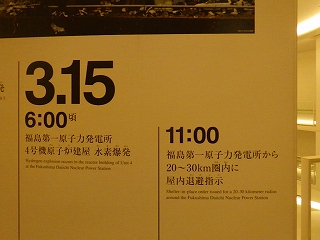 3.15
6:00頃
福島第一原子力発電所
4号機原子炉建屋 水素爆発
Hydrogen explosion occurs in the reactor building of Unit 4
at the Fukushima Daiichi Nuclear Power Station
11:00
福島第一原子力発電所から
20〜30km圏内に
屋内退避指示
Shelter-in-place order issued for a 20-30 kilometer radius
around the Fukushima Daiichi Nuclear Power Station